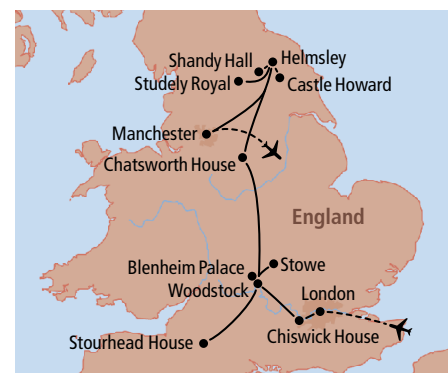 Shandy Hall
Helmsley
Studely Royal
Castle Howard
Manchester
Chatsworth House
England
Blenheim Palace
Stowe
Woodstock
London
Stourhead House
Chiswick House